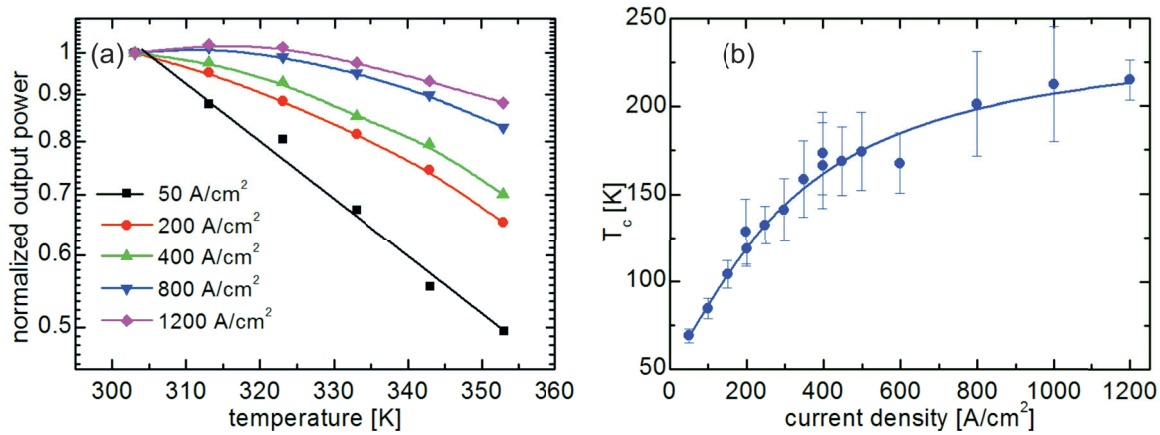 (a)
normalized output power
1
0.9
0.8
0.7
0.6
0.5
50 A/cm²
200 A/cm²
400 A/cm²
800 A/cm²
1200 A/cm²
300 310 320 330 340 350 360
temperature [K]
(b)
T_c [K]
250
200
150
100
50
0 200 400 600 800 1000 1200
current density [A/cm²]